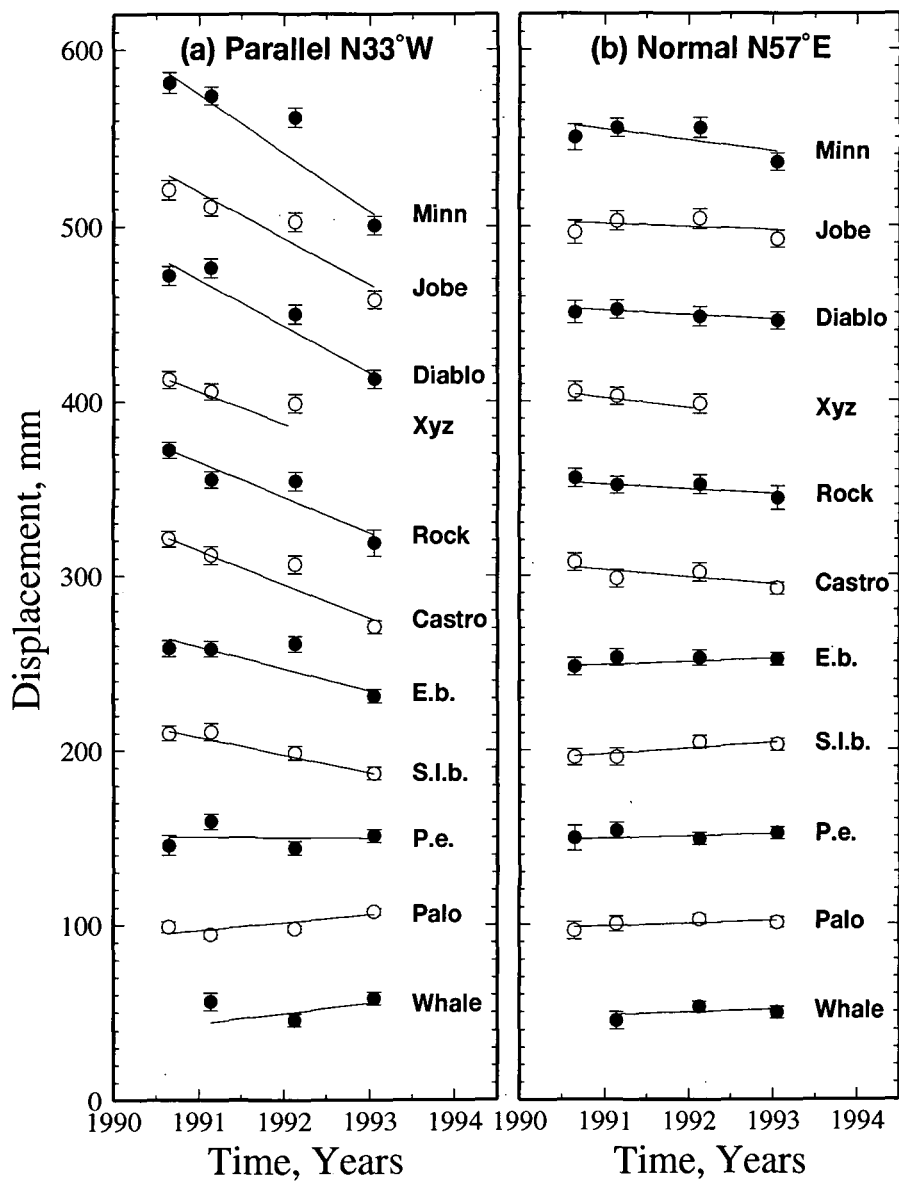 (a) Parallel N33°W
(b) Normal N57°E
600
500
400
300
200
100
0
Displacement, mm
Minn
Jobe
Diablo
Xyz
Rock
Castro
E.b.
S.l.b.
P.e.
Palo
Whale
Minn
Jobe
Diablo
Xyz
Rock
Castro
E.b.
S.l.b.
P.e.
Palo
Whale
1990 1991 1992 1993 1994
1990 1991 1992 1993 1994
Time, Years
Time, Years